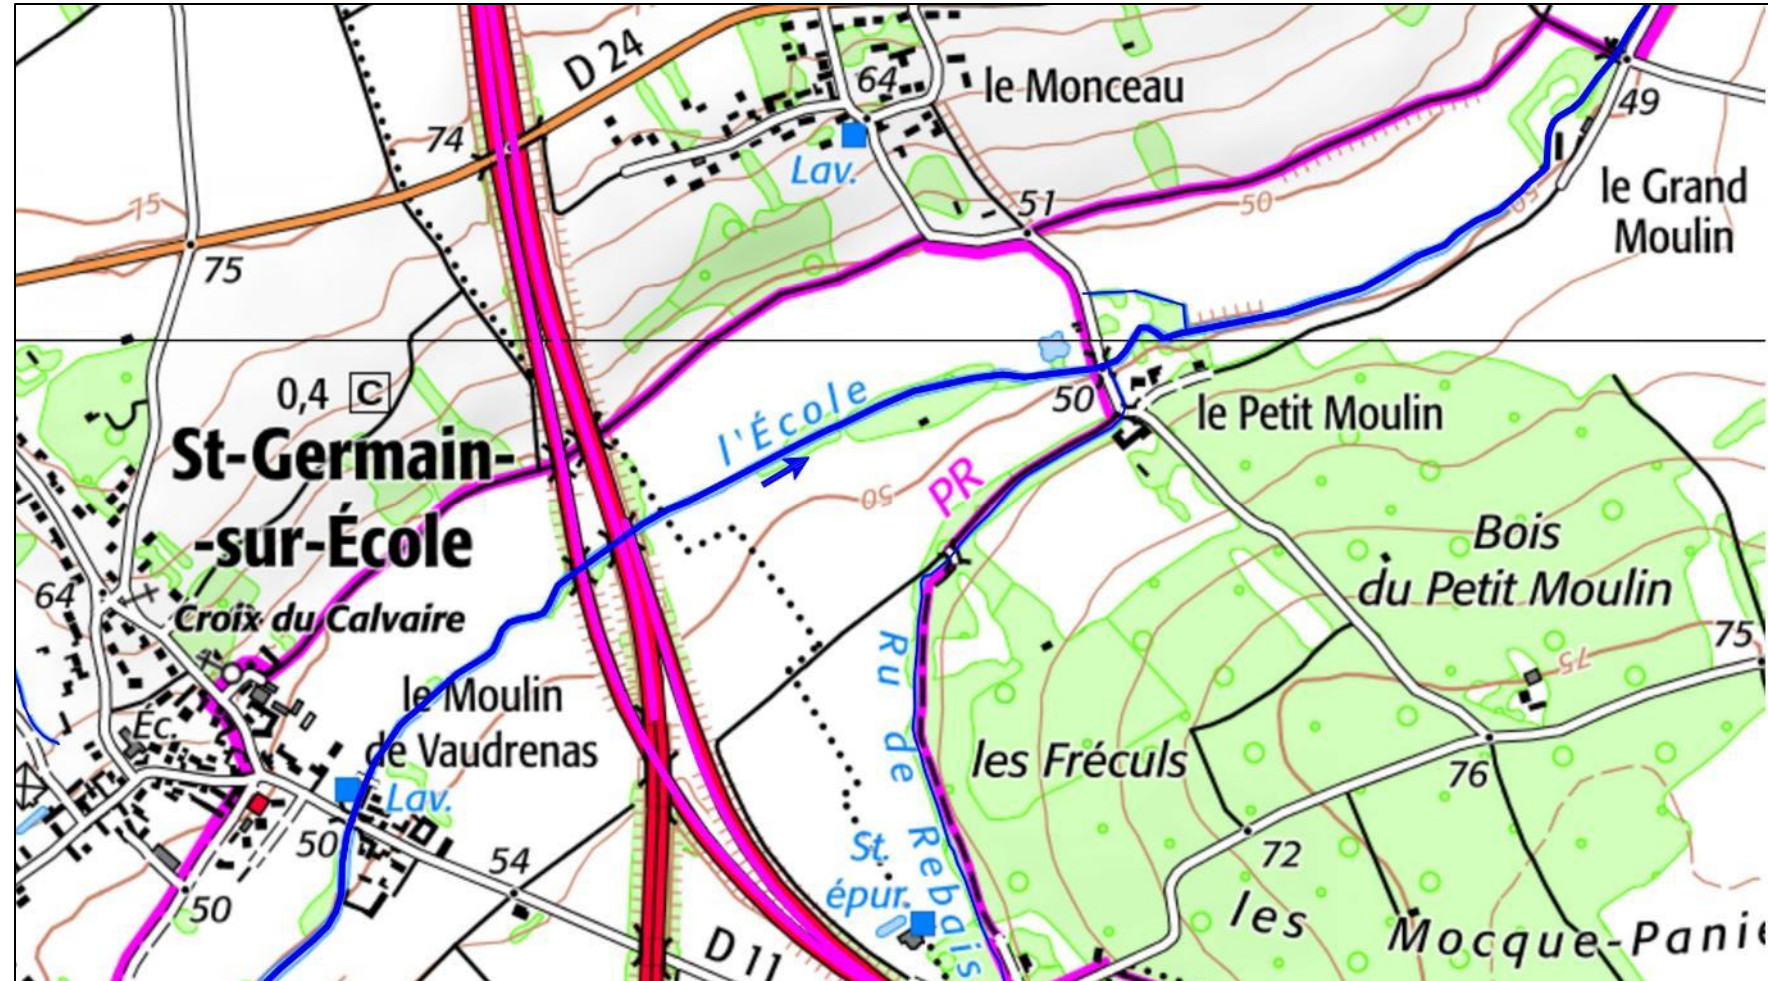 D 24
64
le Monceau
74
Lav.
49
le Grand
Moulin
75
51
50
50
75
0,4 C
l'École
50
le Petit Moulin
St-Germain-
-sur-École
PR
50
Bois
du Petit Moulin
64
Croix du Calvaire
75
75
Ru de Rebais
le Moulin
de Vaudrenas
Éc.
les Fréculs
76
Lav.
50
54
72
St.
épur.
50
les
Mocque-Panie
D 11